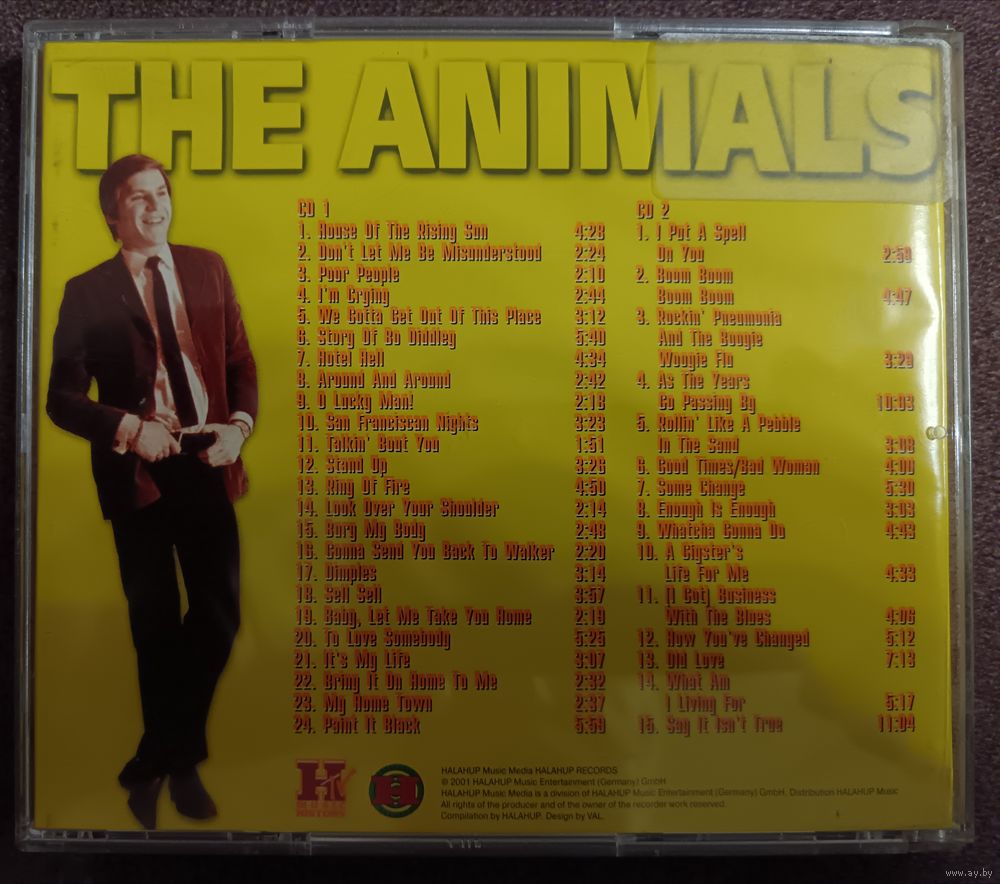 THE ANIMALS
CD 1
1. House Of The Rising Sun 4:28
2. Don't Let Me Be Misunderstood 2:24
3. Poor People 2:10
4. I'm Crying 2:44
5. We Gotta Get Out Of This Place 3:12
6. Story Of Bo Diddley 5:40
7. Hotel Hell 4:34
8. Around And Around 2:42
9. O Lucky Man! 2:18
10. San Franciscan Nights 3:23
11. Talkin' Bout You 1:51
12. Stand Up 3:26
13. Ring Of Fire 4:50
14. Look Over Your Shoulder 2:14
15. Bury My Body 2:48
16. Gonna Send You Back To Walker 2:20
17. Dimples 3:14
18. Sell Sell 3:57
19. Baby, Let Me Take You Home 2:19
20. To Love Somebody 5:25
21. It's My Life 3:07
22. Bring It On Home To Me 2:32
23. My Home Town 2:37
24. Paint It Black 5:59
CD 2
1. I Put A Spell
On You 2:59
2. Boom Boom
Boom Boom 4:47
3. Rockin' Pneumonia
And The Boogie
Woogie Flu 3:29
4. As The Years
Go Passing By 10:03
5. Rollin' Like A Pebble
In The Sand 3:08
6. Good Times/Bad Woman 4:00
7. Some Change 5:30
8. Enough Is Enough 3:03
9. Whatcha Gonna Do 4:43
10. A Gigster's
Life For Me 4:33
11. (I Got) Business
With The Blues 4:06
12. How You've Changed 5:12
13. Old Love 7:13
14. What Am
I Living For 5:17
15. Say It Isn't True 11:04
HTV
MUSIC
HISTORY
H
HALAHUP Music Media HALAHUP RECORDS
© 2001 HALAHUP Music Entertainment (Germany) GmbH
HALAHUP Music Media is a division of HALAHUP Music Entertainment (Germany) GmbH. Distribution HALAHUP Music
All rights of the producer and of the owner of the recorder work reserved.
Compilation by HALAHUP. Design by VAL.
www.ay.by